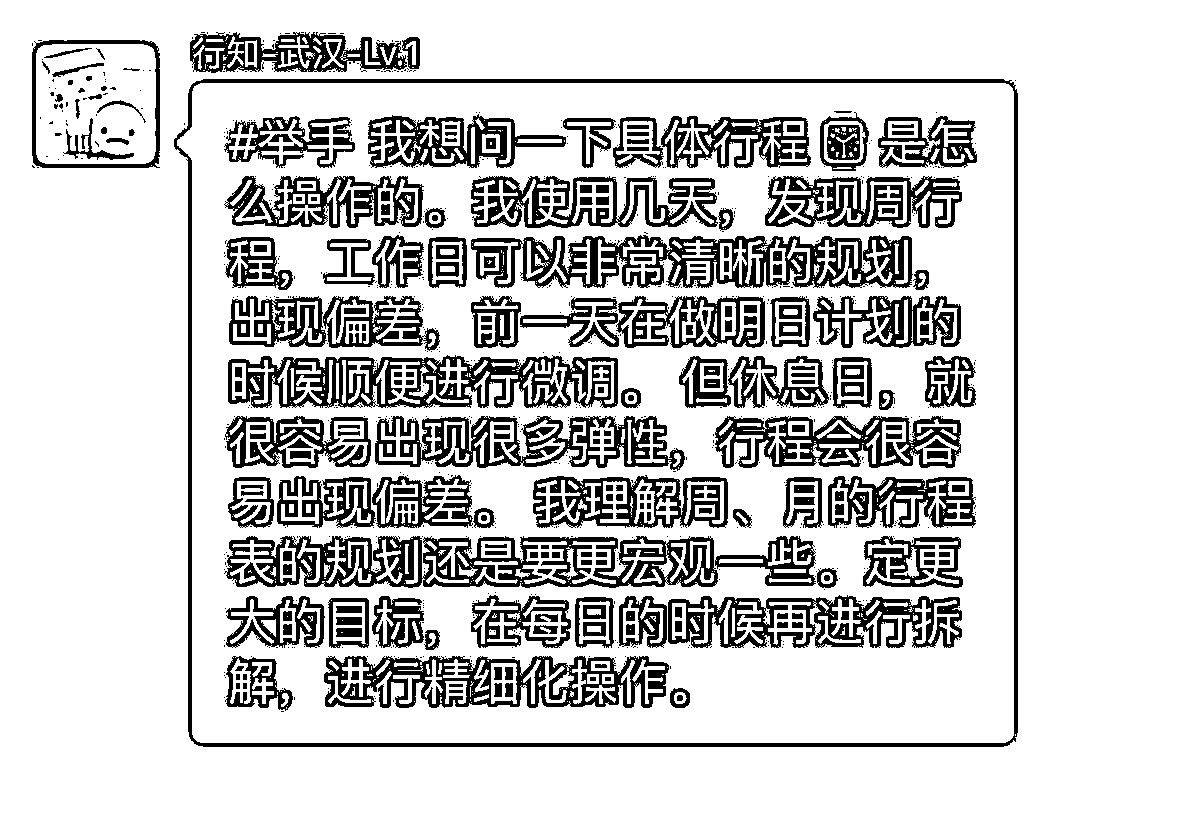 行知-武汉-Lv.1
#举手 我想问一下具体行程 是怎
么操作的。我使用几天，发现周行
程，工作日可以非常清晰的规划，
出现偏差，前一天在做明日计划的
时候顺便进行微调。 但休息日，就
很容易出现很多弹性，行程会很容
易出现偏差。 我理解周、月的行程
表的规划还是要更宏观一些。定更
大的目标，在每日的时候再进行拆
解，进行精细化操作。